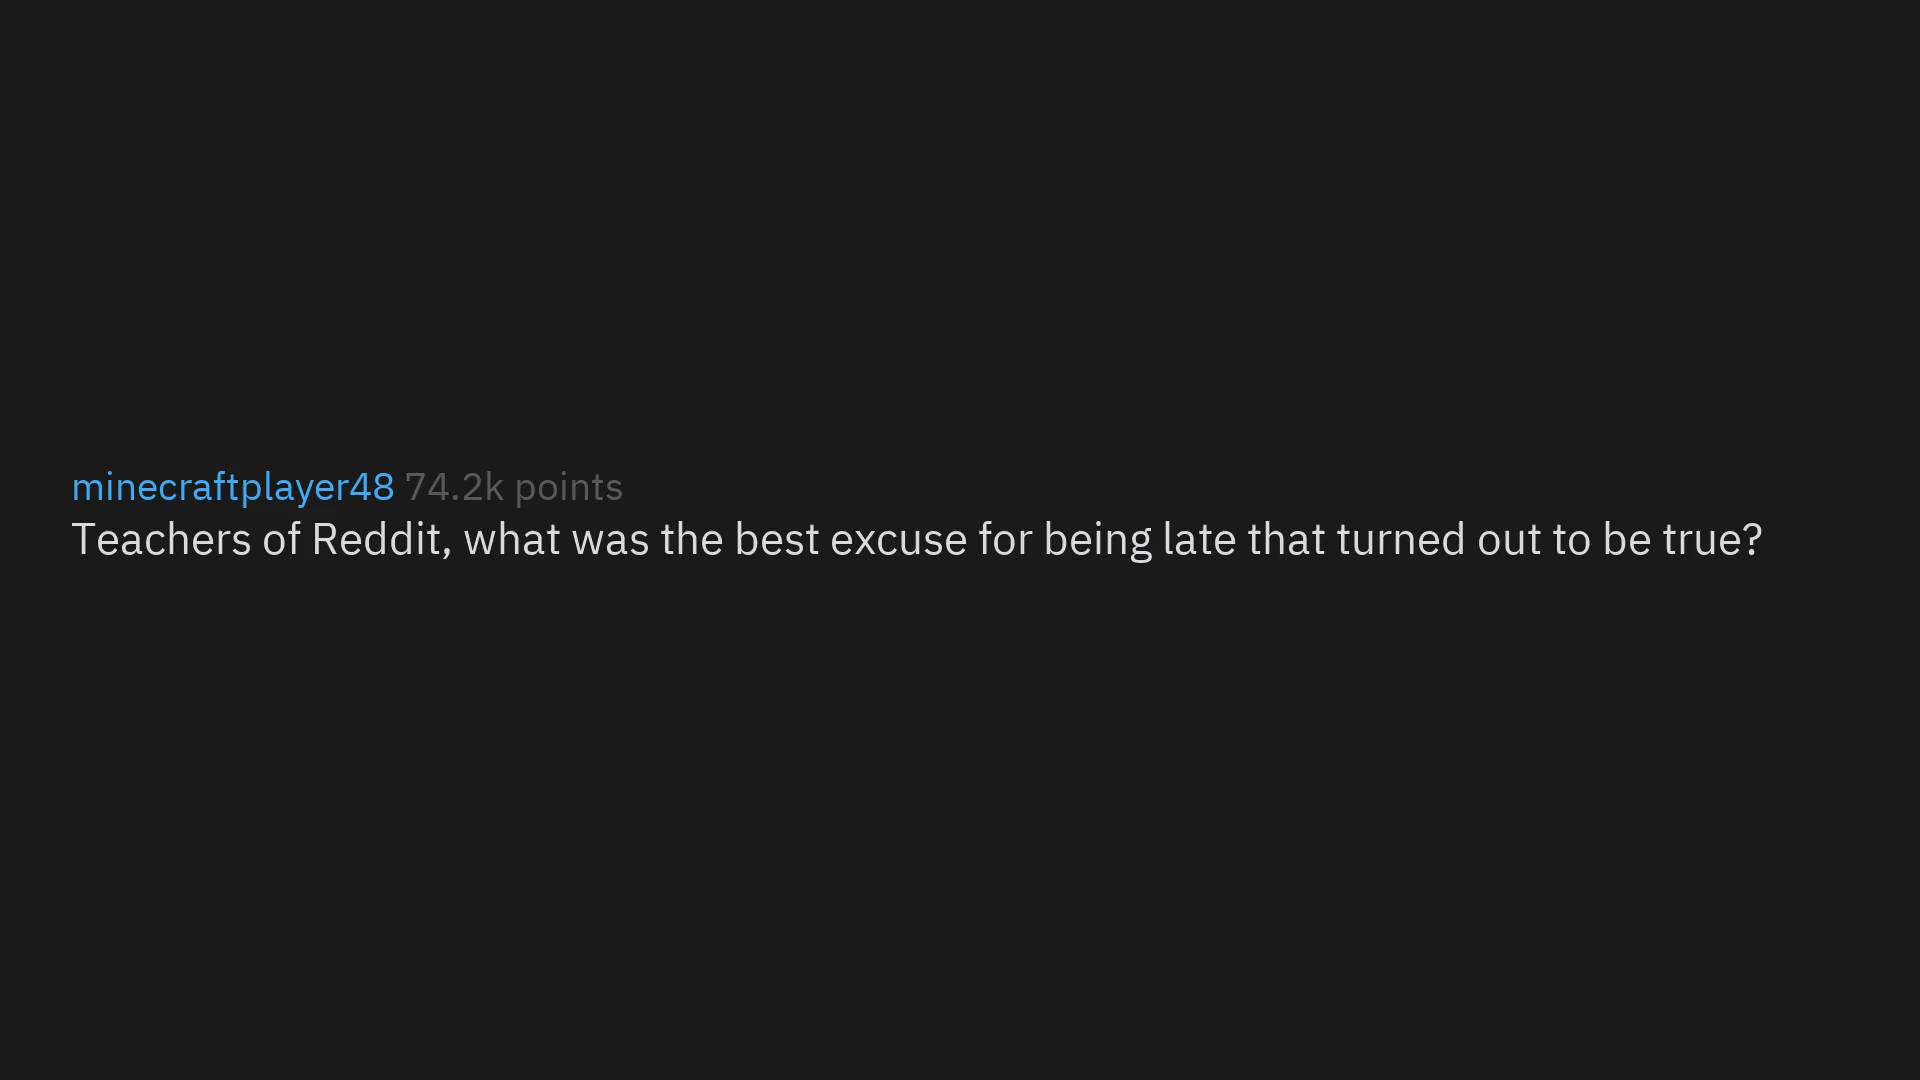 minecraftplayer48 74.2k points
Teachers of Reddit, what was the best excuse for being late that turned out to be true?